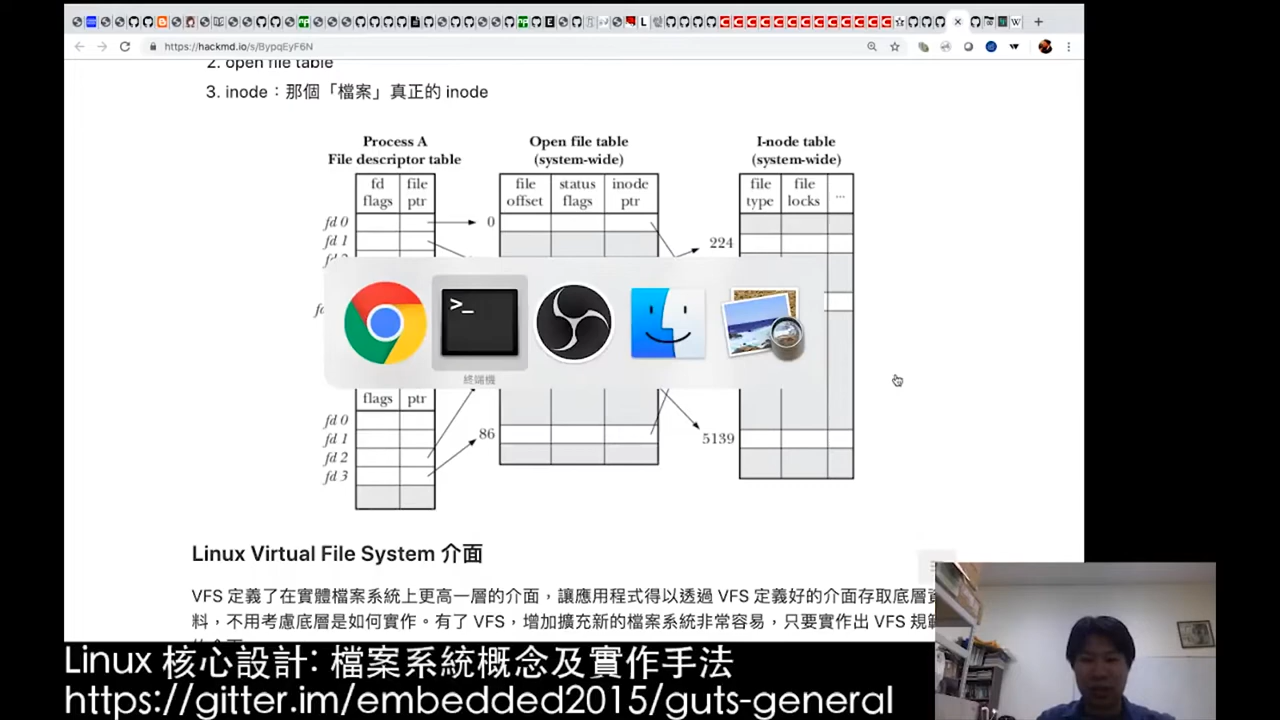 https://hackmd.io/s/BypqEyF6N
2. open file table
3. inode：那個「檔案」真正的 inode
Process A
File descriptor table
Open file table
(system-wide)
I-node table
(system-wide)
fd flags
file ptr
file offset
status flags
inode ptr
file type
file locks
...
fd 0
0
fd 1
224
>_
終端機
flags
ptr
fd 0
fd 1
fd 2
fd 3
86
5139
Linux Virtual File System 介面
VFS 定義了在實體檔案系統上更高一層的介面，讓應用程式得以透過 VFS 定義好的介面存取底層資
料，不用考慮底層是如何實作。有了 VFS，增加擴充新的檔案系統非常容易，只要實作出 VFS 規範
Linux 核心設計: 檔案系統概念及實作手法
https://gitter.im/embedded2015/guts-general